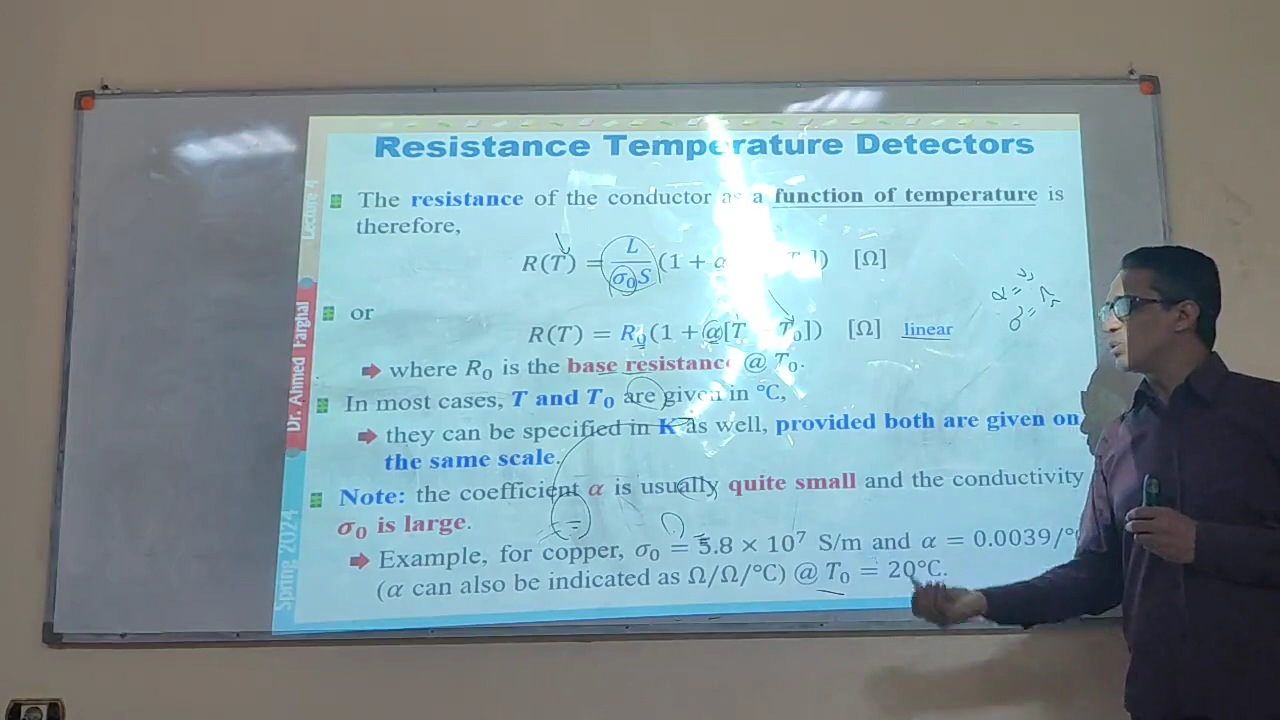 Resistance Temperature Detectors
The resistance of the conductor as a function of temperature is
therefore,
R(T) = L/σ₀S (1 + α ]) [Ω]
or
R(T) = R₀(1 + α[T T₀]) [Ω] linear
where R₀ is the base resistance @ T₀.
In most cases, T and T₀ are given in °C,
they can be specified in K as well, provided both are given on
the same scale.
Note: the coefficient α is usually quite small and the conductivity
σ₀ is large.
Example, for copper, σ₀ = 5.8 × 10⁷ S/m and α = 0.0039/°
(α can also be indicated as Ω/Ω/°C) @ T₀ = 20°C.
Lecture 4
Dr. Ahmed Farghal
Spring 2024
α =